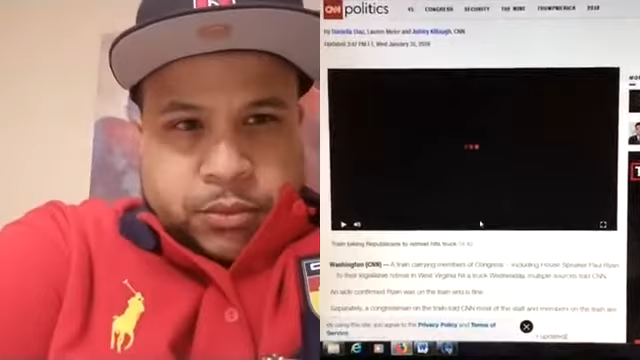 CNN politics
45 CONGRESS SECURITY THE NINE TRUMPMERICA 2018
By Daniella Diaz, Lauren Fox and Ashley Killough, CNN
Updated 3:42 PM ET, Wed January 31, 2018
Train taking Republicans to retreat hits truck
Washington (CNN) — A train carrying members of Congress – including House Speaker Paul Ryan
to their legislative retreat in West Virginia hit a truck Wednesday, multiple sources told CNN.
An aide confirmed Ryan was on the train and is fine.
Separately, a congressman on the train told CNN most of the staff and members on the train are
By using this site, you agree to the Privacy Policy and Terms of
Service.
updated